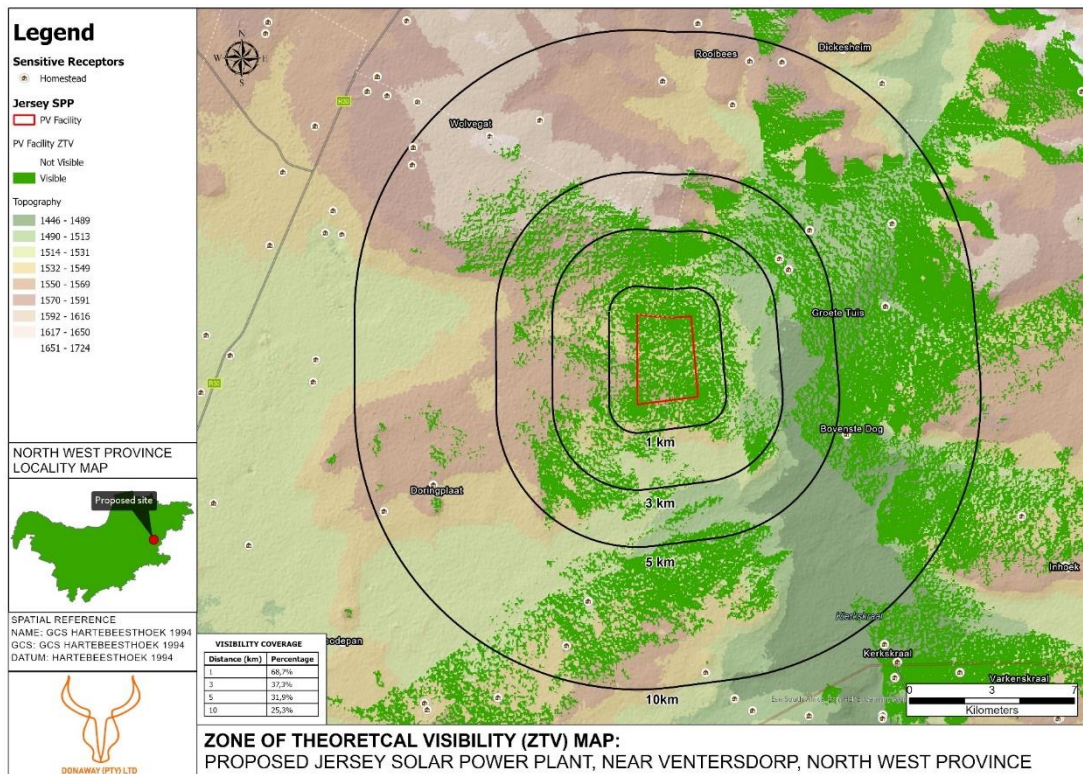 Legend
Sensitive Receptors
Homestead
Jersey SPP
PV Facility
PV Facility ZTV
Not Visible
Visible
Topography
1446 - 1489
1490 - 1513
1514 - 1531
1532 - 1549
1550 - 1569
1570 - 1591
1592 - 1616
1617 - 1650
1651 - 1724
NORTH WEST PROVINCE
LOCALITY MAP
Proposed site
SPATIAL REFERENCE
NAME: GCS HARTEBEESTHOEK 1994
GCS: GCS HARTEBEESTHOEK 1994
DATUM: HARTEBEESTHOEK 1994
DONAWAY (PTY) LTD
N
W E
S
R30
Rooibees
Dickesheim
Wolvegat
Groete Tuis
R30
1 km
Bovenste Dog
Doringplaat
3 km
5 km
Inhoek
Klerkskraal
Kerkskraal
Varkenskraal
10km
VISIBILITY COVERAGE
Distance (km) Percentage
1 68,7%
3 37,3%
5 31,9%
10 25,3%
0 3 7
Kilometers
ZONE OF THEORETCAL VISIBILITY (ZTV) MAP:
PROPOSED JERSEY SOLAR POWER PLANT, NEAR VENTERSDORP, NORTH WEST PROVINCE